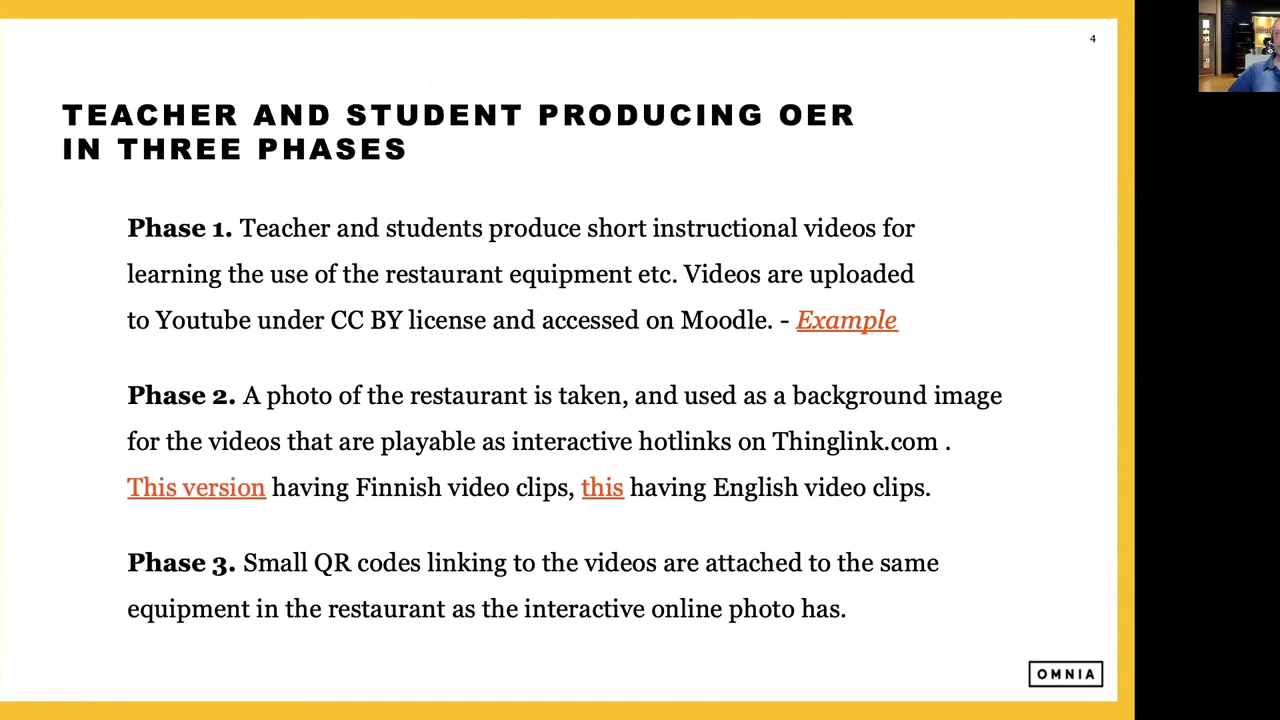 4
TEACHER AND STUDENT PRODUCING OER
IN THREE PHASES
Phase 1. Teacher and students produce short instructional videos for
learning the use of the restaurant equipment etc. Videos are uploaded
to Youtube under CC BY license and accessed on Moodle. - Example
Phase 2. A photo of the restaurant is taken, and used as a background image
for the videos that are playable as interactive hotlinks on Thinglink.com .
This version having Finnish video clips, this having English video clips.
Phase 3. Small QR codes linking to the videos are attached to the same
equipment in the restaurant as the interactive online photo has.
OMNIA